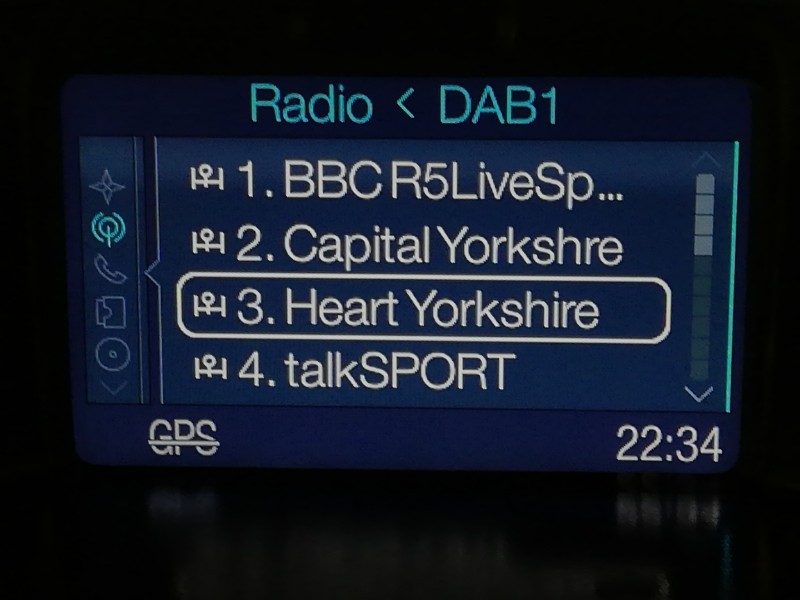 Radio < DAB1
1. BBC R5LiveSp...
2. Capital Yorkshre
3. Heart Yorkshire
4. talkSPORT
GPS
22:34